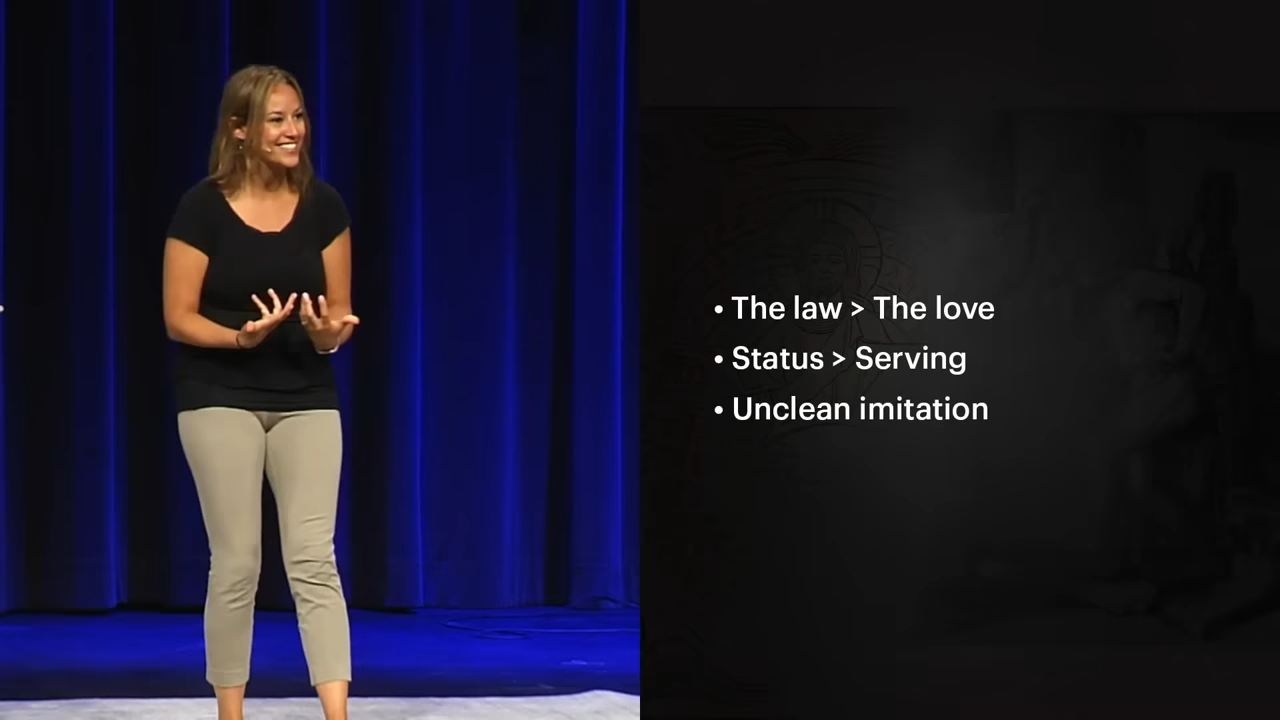 • The law > The love
• Status > Serving
• Unclean imitation